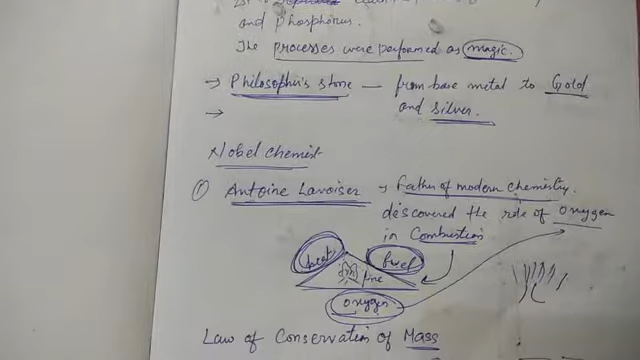 and phosphorus.
The processes were performed as magic.
→ Philosopher's stone — from base metal to Gold
and silver.
→
Nobel chemist
① Antoine Lavoiser → Father of modern chemistry.
discovered the role of oxygen
in Combustion
heat
fuel
fire
oxygen
Law of Conservation of Mass